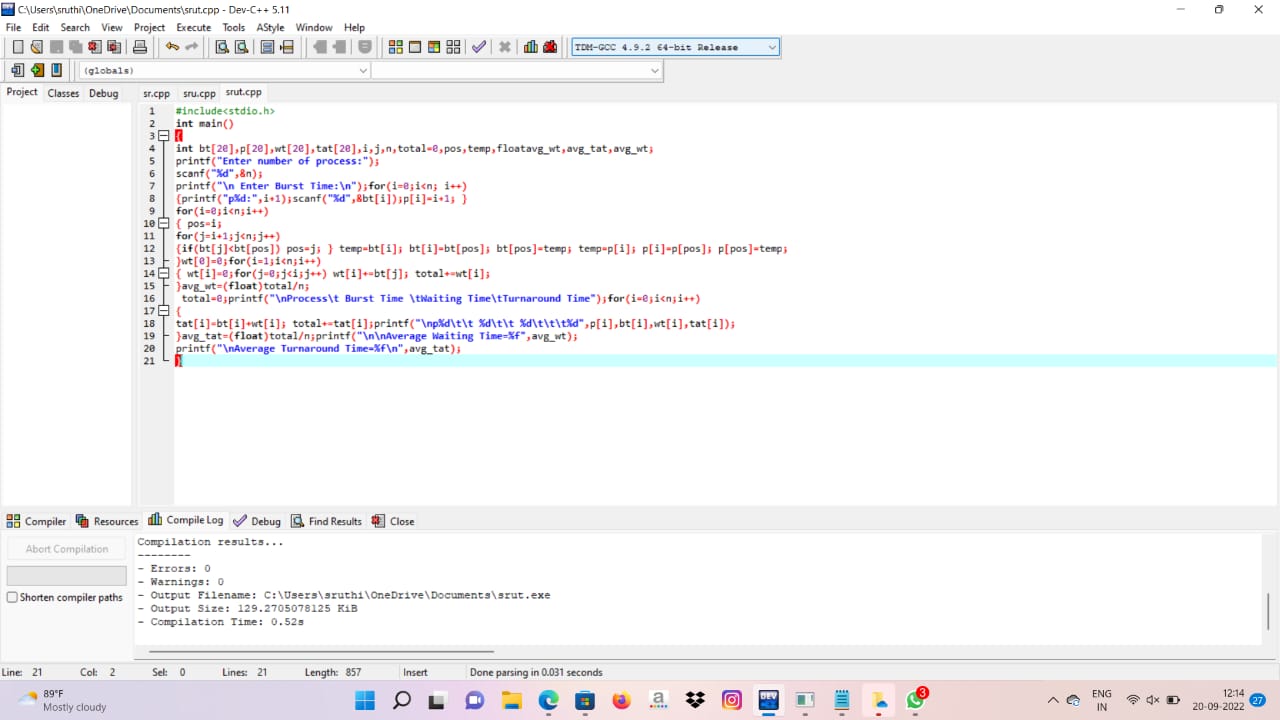 C:\Users\sruthi\OneDrive\Documents\srut.cpp - Dev-C++ 5.11
File Edit Search View Project Execute Tools AStyle Window Help
TDM-GCC 4.9.2 64-bit Release
(globals)
Project Classes Debug sr.cpp sru.cpp srut.cpp
1 #include<stdio.h>
2 int main()
3 {
4 int bt[20],p[20],wt[20],tat[20],i,j,n,total=0,pos,temp,floatavg_wt,avg_tat,avg_wt;
5 printf("Enter number of process:");
6 scanf("%d",&n);
7 printf("\n Enter Burst Time:\n");for(i=0;i<n; i++)
8 {printf("p%d:",i+1);scanf("%d",&bt[i]);p[i]=i+1; }
9 for(i=0;i<n;i++)
10 { pos=i;
11 for(j=i+1;j<n;j++)
12 {if(bt[j]<bt[pos]) pos=j; } temp=bt[i]; bt[i]=bt[pos]; bt[pos]=temp; temp=p[i]; p[i]=p[pos]; p[pos]=temp;
13 }wt[0]=0;for(i=1;i<n;i++)
14 { wt[i]=0;for(j=0;j<i;j++) wt[i]+=bt[j]; total+=wt[i];
15 }avg_wt=(float)total/n;
16 total=0;printf("\nProcess\t Burst Time \tWaiting Time\tTurnaround Time");for(i=0;i<n;i++)
17 {
18 tat[i]=bt[i]+wt[i]; total+=tat[i];printf("\np%d\t\t %d\t\t %d\t\t\t%d",p[i],bt[i],wt[i],tat[i]);
19 }avg_tat=(float)total/n;printf("\n\nAverage Waiting Time=%f",avg_wt);
20 printf("\nAverage Turnaround Time=%f\n",avg_tat);
21 }
Compiler Resources Compile Log Debug Find Results Close
Abort Compilation
Shorten compiler paths
Compilation results...
--------
- Errors: 0
- Warnings: 0
- Output Filename: C:\Users\sruthi\OneDrive\Documents\srut.exe
- Output Size: 129.2705078125 KiB
- Compilation Time: 0.52s
Line: 21 Col: 2 Sel: 0 Lines: 21 Length: 857 Insert Done parsing in 0.031 seconds
89°F
Mostly cloudy
DEV
a
3
ENG
IN
12:14
20-09-2022
27